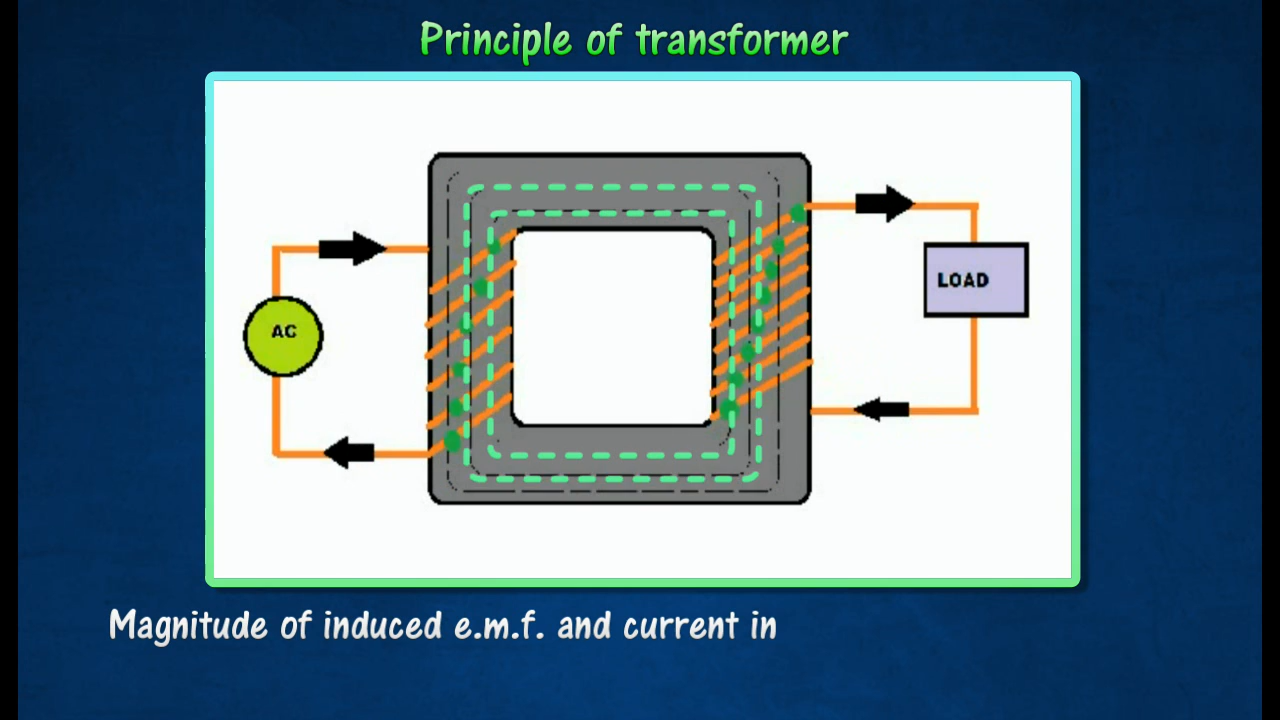 Principle of transformer
AC
LOAD
Magnitude of induced e.m.f. and current in